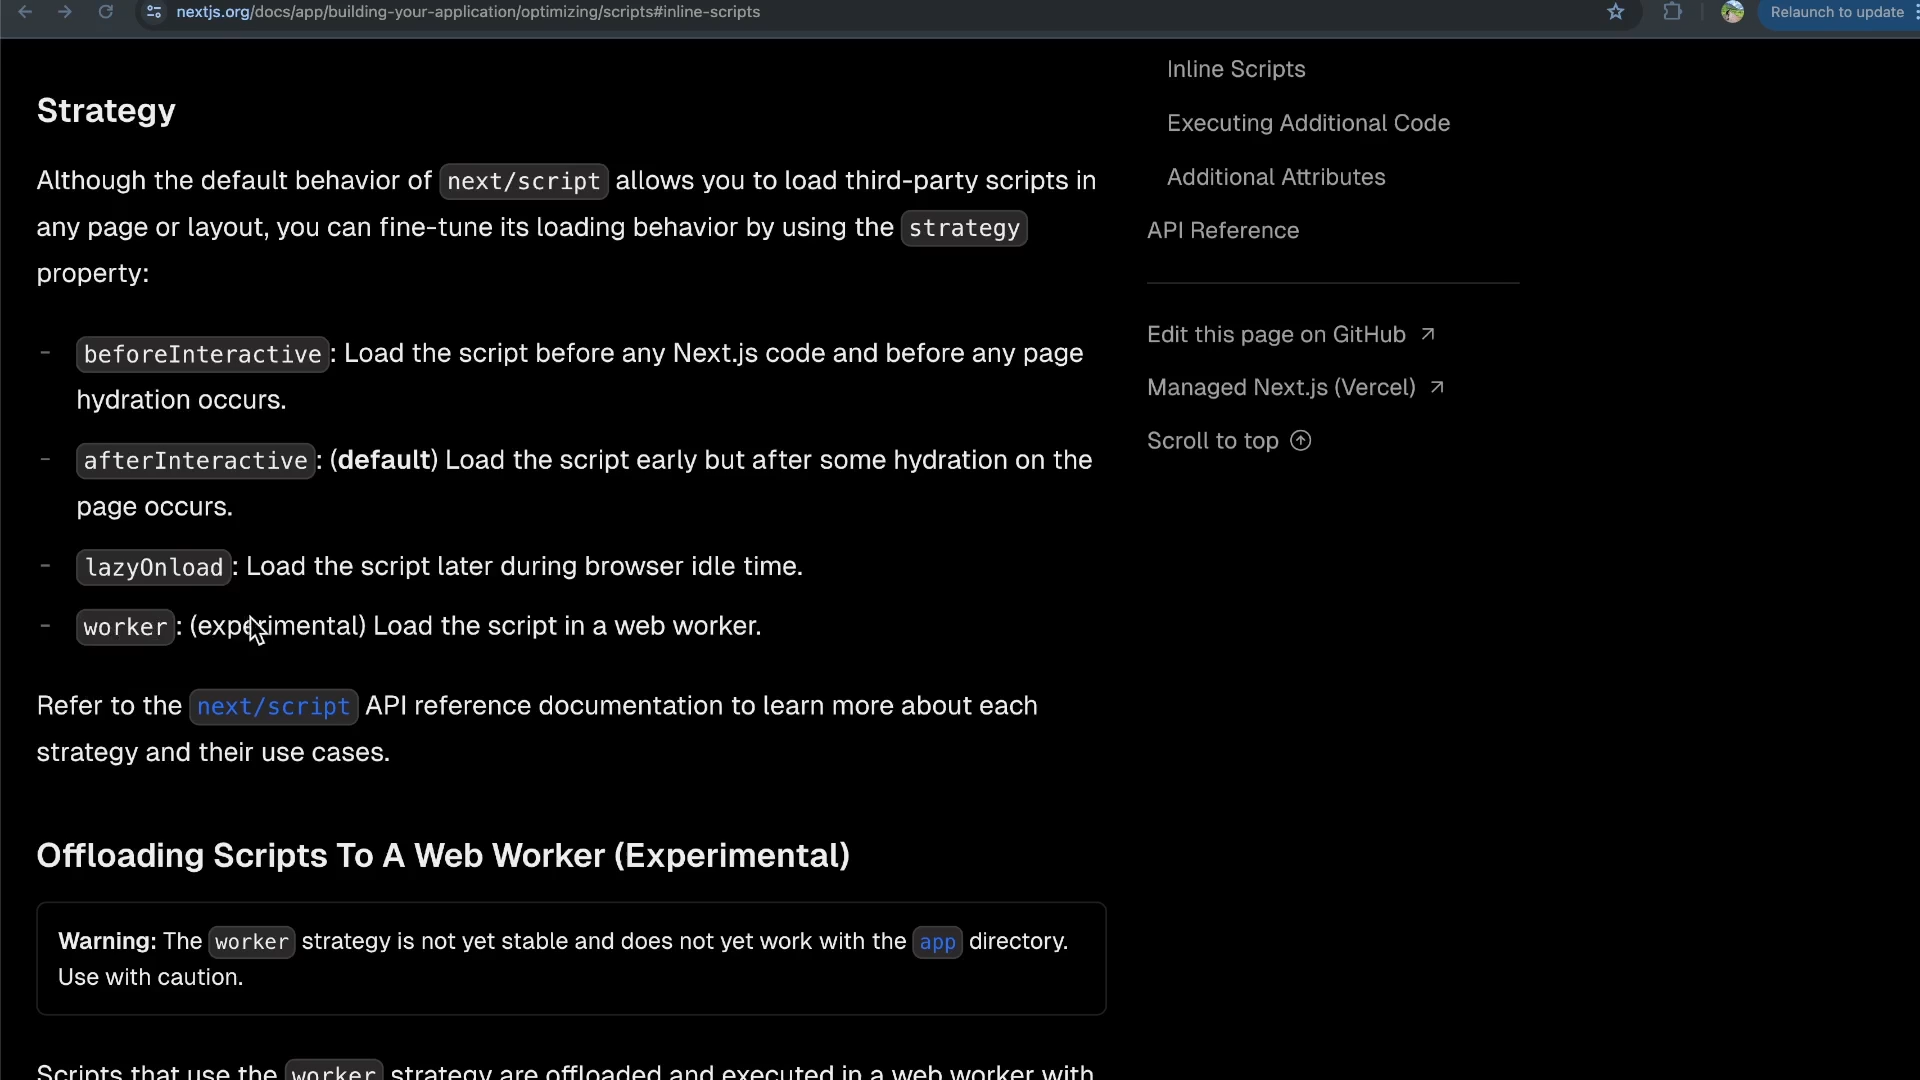 nextjs.org/docs/app/building-your-application/optimizing/scripts#inline-scripts
Relaunch to update
Strategy
Although the default behavior of next/script allows you to load third-party scripts in
any page or layout, you can fine-tune its loading behavior by using the strategy
property:
- beforeInteractive: Load the script before any Next.js code and before any page
hydration occurs.
- afterInteractive: (default) Load the script early but after some hydration on the
page occurs.
- lazyOnload: Load the script later during browser idle time.
- worker: (experimental) Load the script in a web worker.
Refer to the next/script API reference documentation to learn more about each
strategy and their use cases.
Offloading Scripts To A Web Worker (Experimental)
Warning: The worker strategy is not yet stable and does not yet work with the app directory.
Use with caution.
Scripts that use the worker strategy are offloaded and executed in a web worker with
Inline Scripts
Executing Additional Code
Additional Attributes
API Reference
Edit this page on GitHub ↗
Managed Next.js (Vercel) ↗
Scroll to top